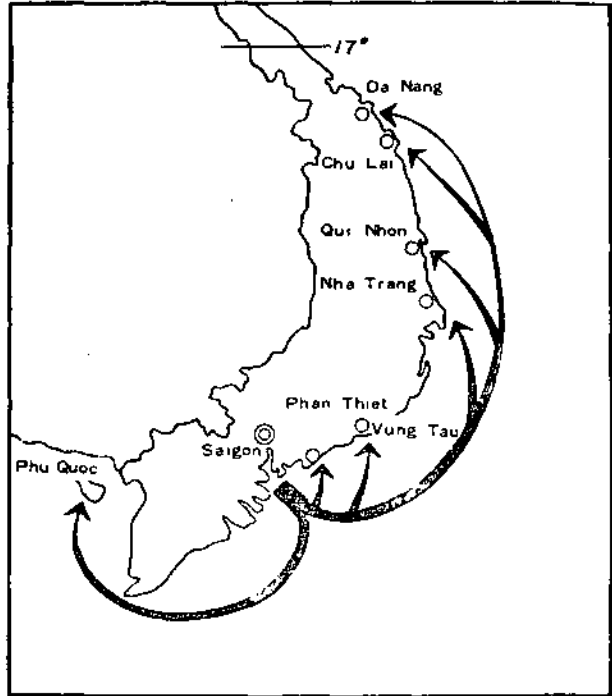 17°
Da Nang
Chu Lai
Qui Nhon
Nha Trang
Phan Thiet
Vung Tau
Saigon
Phu Quoc